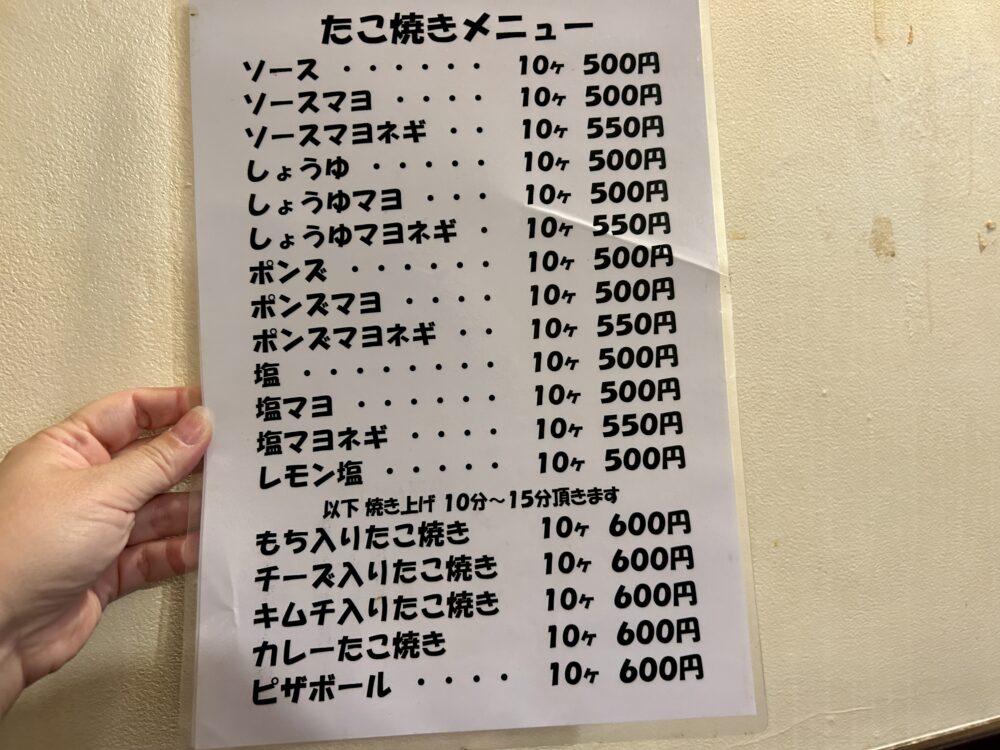 たこ焼きメニュー
ソース ・・・・・・ 10ヶ 500円
ソースマヨ ・・・・ 10ヶ 500円
ソースマヨネギ ・・ 10ヶ 550円
しょうゆ ・・・・・ 10ヶ 500円
しょうゆマヨ ・・・ 10ヶ 500円
しょうゆマヨネギ ・ 10ヶ 550円
ポンズ ・・・・・・ 10ヶ 500円
ポンズマヨ ・・・・ 10ヶ 500円
ポンズマヨネギ ・・ 10ヶ 550円
塩 ・・・・・・・・ 10ヶ 500円
塩マヨ ・・・・・・ 10ヶ 500円
塩マヨネギ ・・・・ 10ヶ 550円
レモン塩 ・・・・・ 10ヶ 500円
以下 焼き上げ 10分～15分頂きます
もち入りたこ焼き 10ヶ 600円
チーズ入りたこ焼き 10ヶ 600円
キムチ入りたこ焼き 10ヶ 600円
カレーたこ焼き 10ヶ 600円
ピザボール ・・・・ 10ヶ 600円